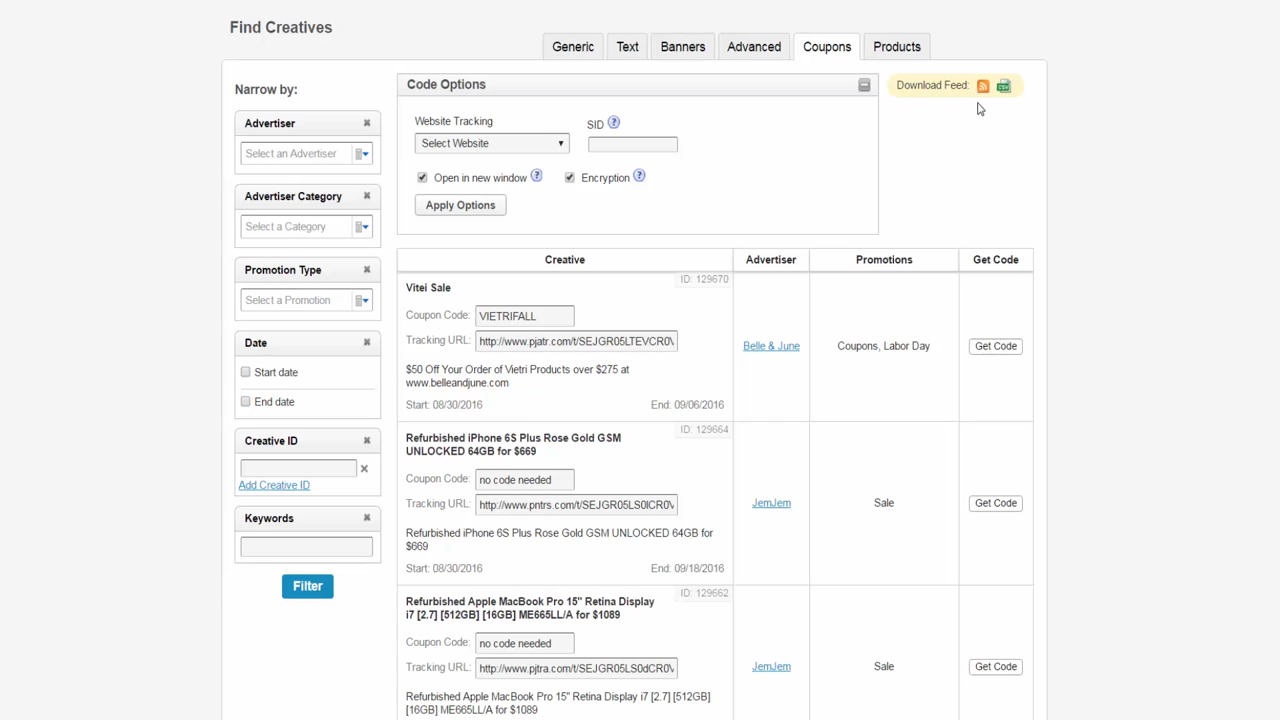 Find Creatives
Generic
Text
Banners
Advanced
Coupons
Products
Narrow by:
Advertiser
Select an Advertiser
Advertiser Category
Select a Category
Promotion Type
Select a Promotion
Date
Start date
End date
Creative ID
Add Creative ID
Keywords
Filter
Code Options
Website Tracking
Select Website
SID
Open in new window
Encryption
Apply Options
Download Feed:
CSV
Creative
Advertiser
Promotions
Get Code
ID: 129670
Vitei Sale
Coupon Code: VIETRIFALL
Tracking URL: http://www.pjatr.com/t/SEJGR05LTEVCR0\
$50 Off Your Order of Vietri Products over $275 at
www.belleandjune.com
Start: 08/30/2016 End: 09/06/2016
Belle & June
Coupons, Labor Day
Get Code
ID: 129664
Refurbished iPhone 6S Plus Rose Gold GSM
UNLOCKED 64GB for $669
Coupon Code: no code needed
Tracking URL: http://www.pntrs.com/t/SEJGR05LS0lCR0\
Refurbished iPhone 6S Plus Rose Gold GSM UNLOCKED 64GB for
$669
Start: 08/30/2016 End: 09/18/2016
JemJem
Sale
Get Code
ID: 129662
Refurbished Apple MacBook Pro 15" Retina Display
i7 [2.7] [512GB] [16GB] ME665LL/A for $1089
Coupon Code: no code needed
Tracking URL: http://www.pjtra.com/t/SEJGR05LS0dCR0\
Refurbished Apple MacBook Pro 15" Retina Display i7 [2.7] [512GB]
[16GB] ME665LL/A for $1089
JemJem
Sale
Get Code